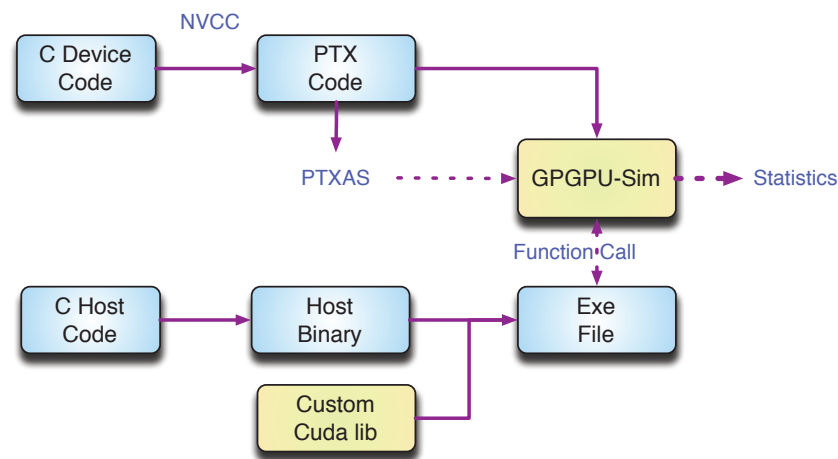 NVCC
C Device
Code
PTX
Code
PTXAS
GPGPU-Sim
Statistics
Function Call
C Host
Code
Host
Binary
Exe
File
Custom
Cuda lib